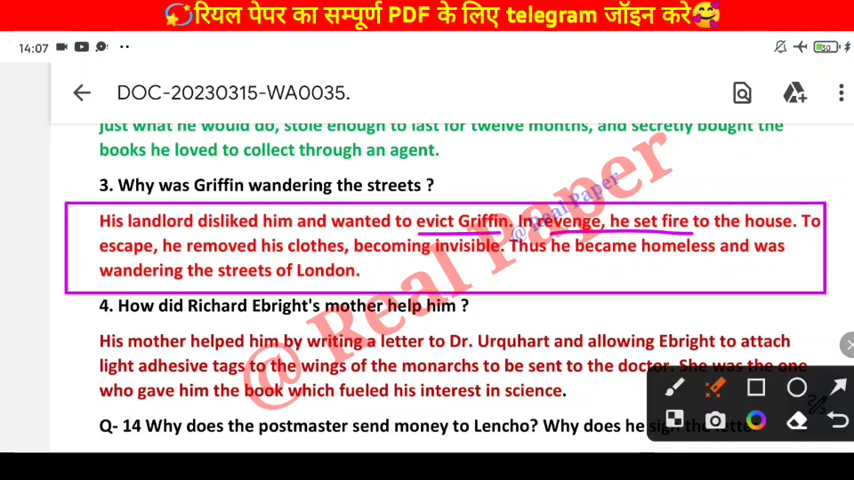 💫रियल पेपर का सम्पूर्ण PDF के लिए telegram जॉइन करे🥰
14:07
30
DOC-20230315-WA0035.
just what he would do, stole enough to last for twelve months, and secretly bought the
books he loved to collect through an agent.
3. Why was Griffin wandering the streets ?
His landlord disliked him and wanted to evict Griffin. In revenge, he set fire to the house. To
escape, he removed his clothes, becoming invisible. Thus he became homeless and was
wandering the streets of London.
4. How did Richard Ebright's mother help him ?
His mother helped him by writing a letter to Dr. Urquhart and allowing Ebright to attach
light adhesive tags to the wings of the monarchs to be sent to the doctor. She was the one
who gave him the book which fueled his interest in science.
Q- 14 Why does the postmaster send money to Lencho? Why does he sign the letter
@ Real Paper
@ Real Paper